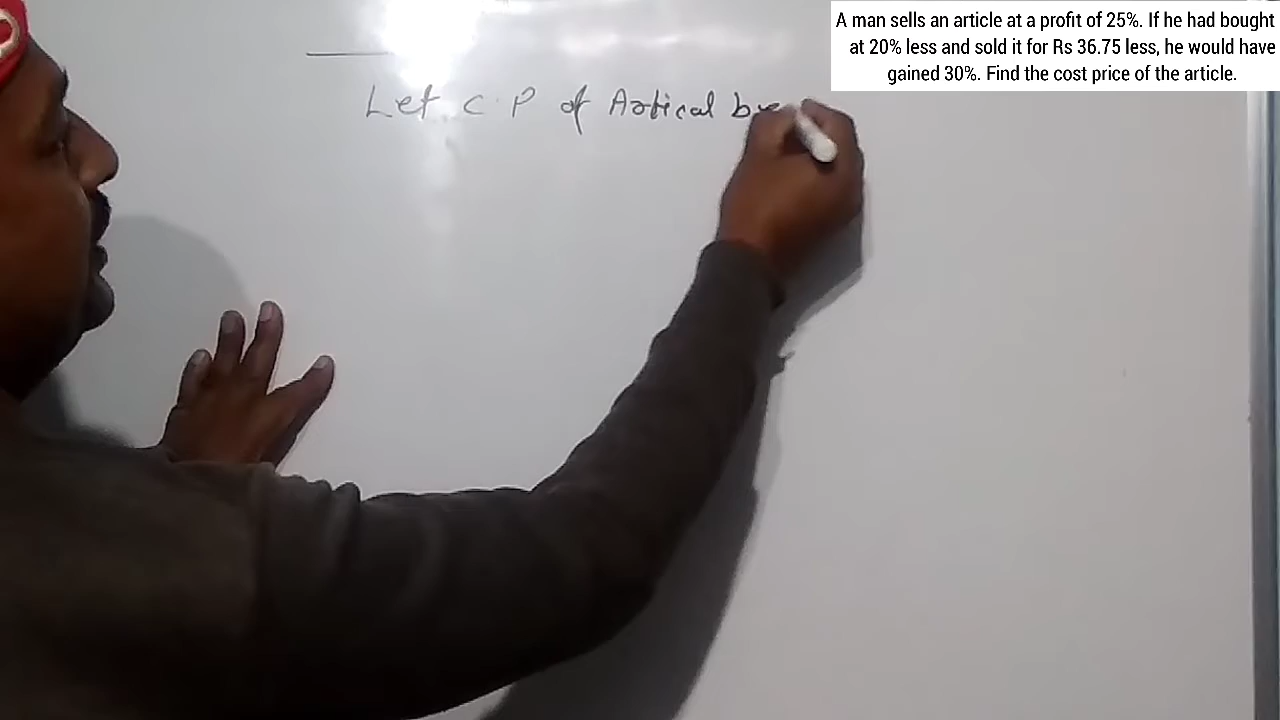 A man sells an article at a profit of 25%. If he had bought
at 20% less and sold it for Rs 36.75 less, he would have
gained 30%. Find the cost price of the article.
Let C.P of Artical be